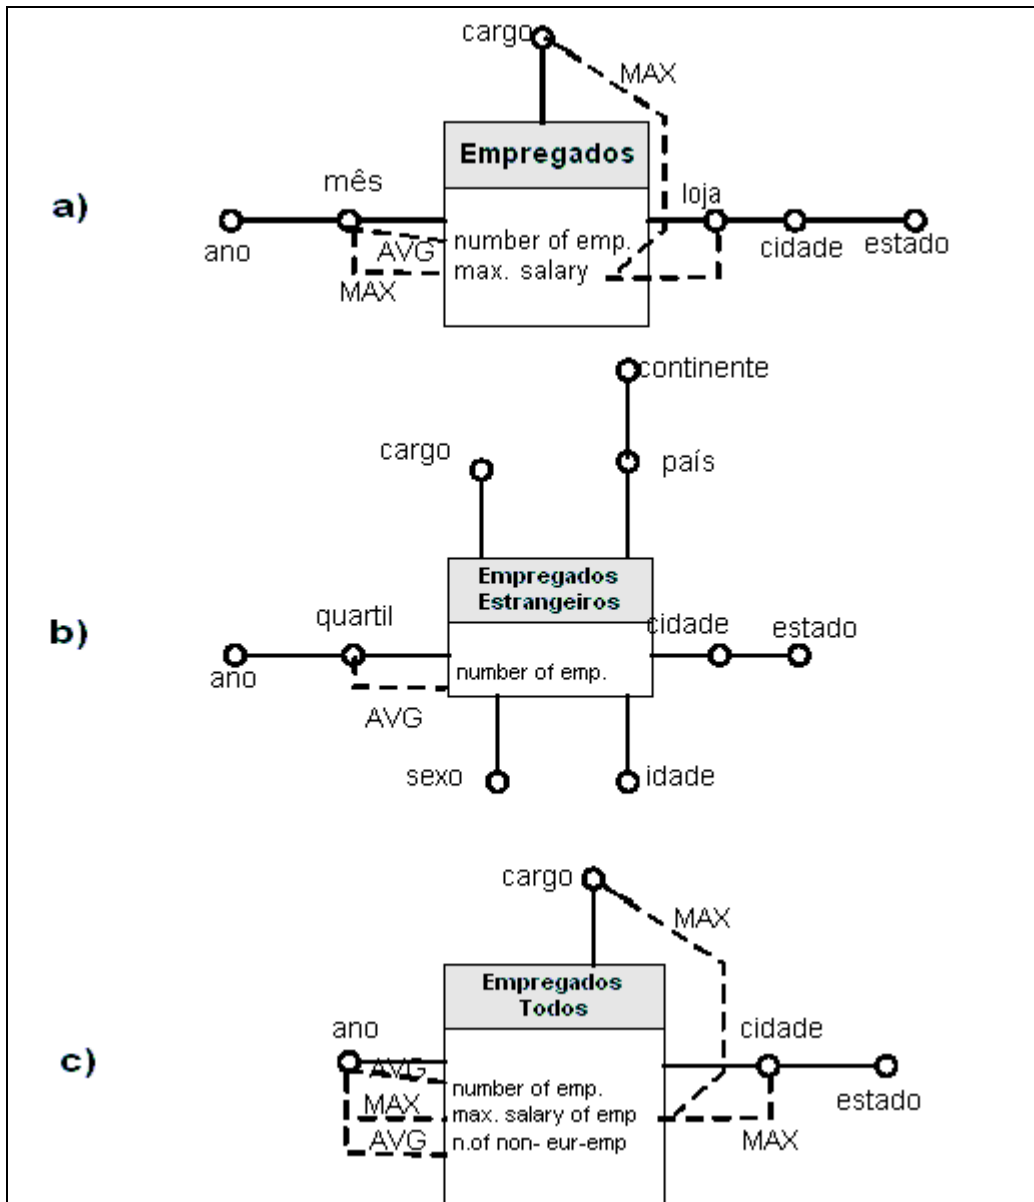 cargo
MAX
Empregados
mês
loja
a)
ano
AVG
number of emp.
cidade
estado
MAX
max. salary
continente
cargo
país
Empregados
Estrangeiros
b)
quartil
cidade
estado
ano
number of emp.
AVG
sexo
idade
cargo
MAX
Empregados
Todos
ano
cidade
c)
AVG
number of emp.
estado
MAX
max. salary of emp
AVG
n.of non- eur-emp
MAX